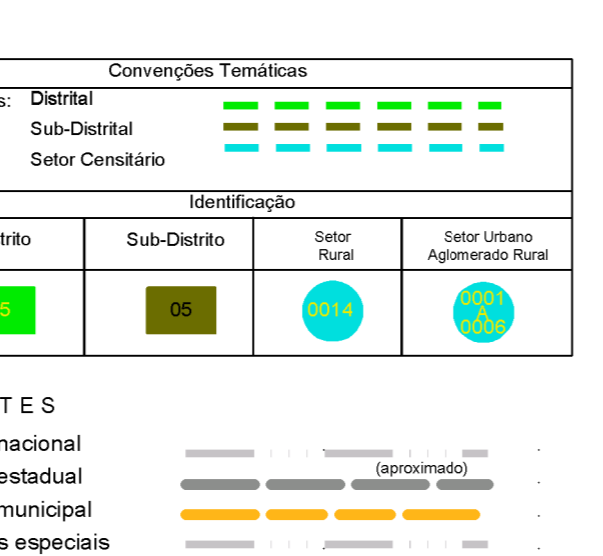 Convenções Temáticas
s: Distrital
Sub-Distrital
Setor Censitário
Identificação
trito Sub-Distrito Setor Rural Setor Urbano Aglomerado Rural
5 05 0014 0001 A 0006
T E S
nacional
(aproximado)
estadual
municipal
s especiais